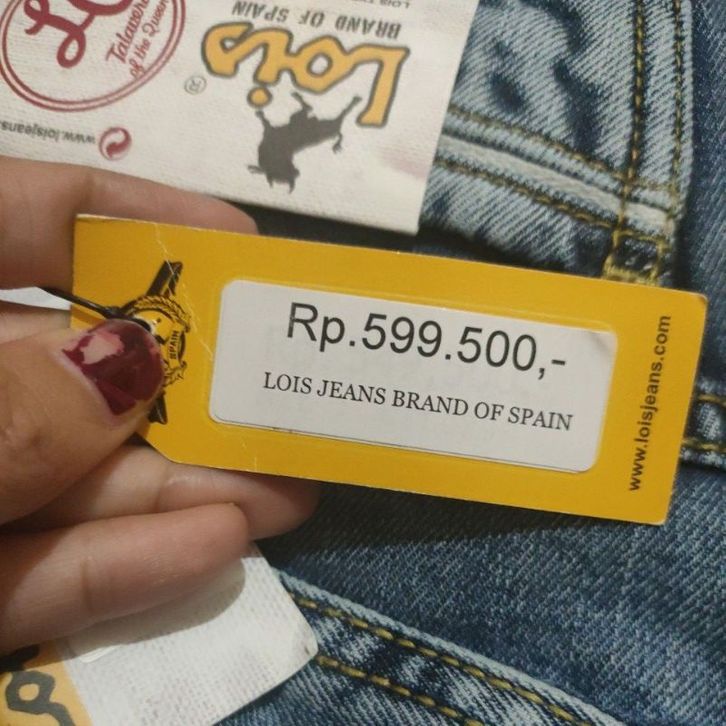 Talavera
of the Queen
www.loisjeans
Lois
®
BRAND OF SPAIN
SPAIN
Rp.599.500,-
LOIS JEANS BRAND OF SPAIN
www.loisjeans.com